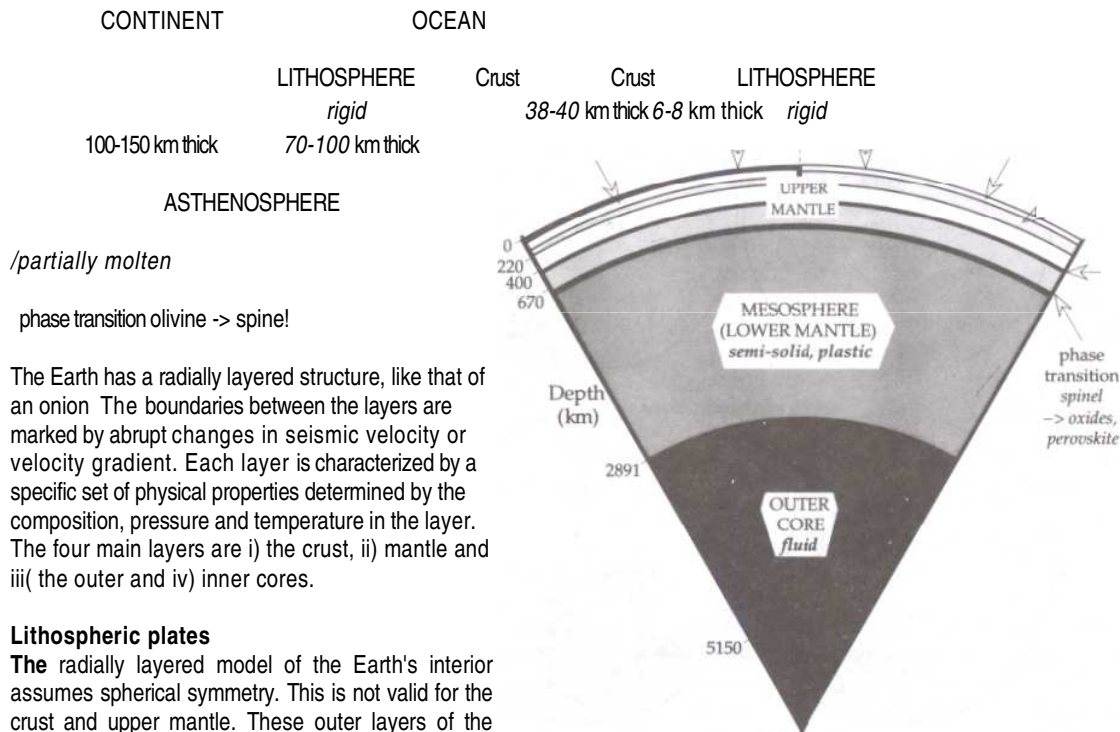 CONTINENT OCEAN
LITHOSPHERE Crust Crust LITHOSPHERE
rigid 38-40 km thick 6-8 km thick rigid
100-150 km thick 70-100 km thick
ASTHENOSPHERE
/partially molten
phase transition olivine -> spine!
The Earth has a radially layered structure, like that of
an onion The boundaries between the layers are
marked by abrupt changes in seismic velocity or
velocity gradient. Each layer is characterized by a
specific set of physical properties determined by the
composition, pressure and temperature in the layer.
The four main layers are i) the crust, ii) mantle and
iii( the outer and iv) inner cores.
Lithospheric plates
The radially layered model of the Earth's interior
assumes spherical symmetry. This is not valid for the
crust and upper mantle. These outer layers of the
UPPER
MANTLE
0
220
400
670
MESOSPHERE
(LOWER MANTLE)
semi-solid, plastic
phase
transition
spinel
–> oxides,
perovskite
Depth
(km)
2891
OUTER
CORE
fluid
5150